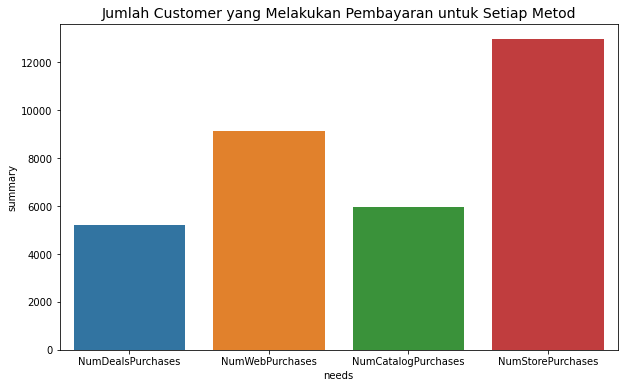 Jumlah Customer yang Melakukan Pembayaran untuk Setiap Metod
summary
12000
10000
8000
6000
4000
2000
0
NumDealsPurchases NumWebPurchases NumCatalogPurchases NumStorePurchases
needs